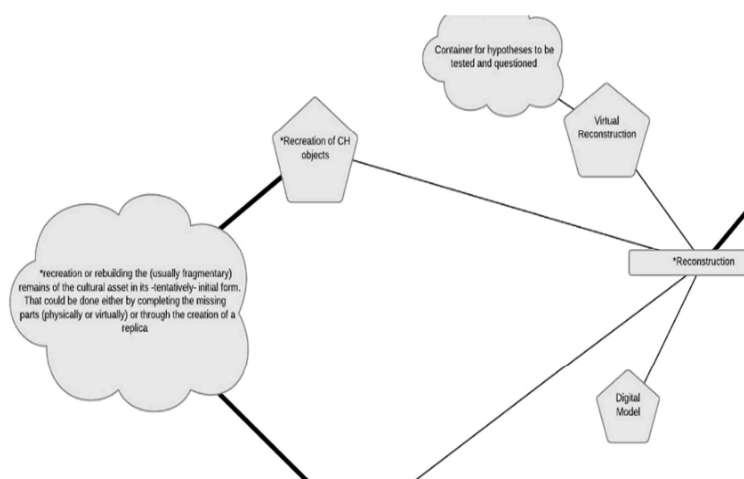 Container for hypotheses to be
tested and questioned
Virtual
Reconstruction
*Recreation of CH
objects
*Reconstruction
*recreation or rebuilding the (usually fragmentary)
remains of the cultural asset in its -tentatively- initial form.
That could be done either by completing the missing
parts (physically or virtually) or through the creation of a
replica
Digital
Model